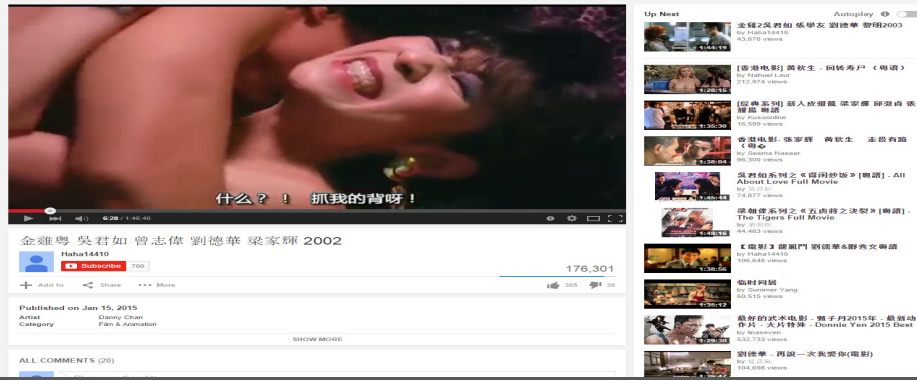 什么？！ 抓我的背呀！
6:28 / 1:46:40
金雞粵 吳君如 曾志偉 劉德華 梁家輝 2002
Haha14410
Subscribe 706
176,301
Add to Share More
365 36
Published on Jan 15, 2015
Artist Danny Chan
Category Film & Animation
SHOW MORE
ALL COMMENTS (20)
Up Next Autoplay
金雞2吳君如 張學友 劉德華 黎明2003
by Haha14410
43,676 views
1:44:19
[香港电影] 黄秋生 - 回转寿尸 （粤语）
by Nahuel Laur
212,974 views
1:28:15
[經典系列] 新人皮燈籠 梁家輝 邱淑貞 張
耀揚 粵語
by Kusoonline
16,599 views
1:35:30
香港电影- 张家辉 黄秋生 走投有路
（粤�
by Seema Naseer
96,300 views
1:38:04
吳君如系列之《得闲炒饭》[粵語] - All
About Love Full Movie
74,877 views
1:46:44
梁朝偉系列之《五虎將之決裂》[粵語] -
The Tigers Full Movie
44,463 views
1:48:16
【電影】龍鳳鬥 劉德華&鄭秀文粵語
by Haha14410
106,648 views
1:38:56
临时同居
by Summer Yang
60,515 views
1:35:12
最好的武术电影 - 甄子丹2015年 - 最新动
作片 - 大片特殊 - Donnie Yen 2015 Best
by linaseven
532,733 views
1:29:30
劉德華 - 再說一次我愛你(電影)
104,698 views